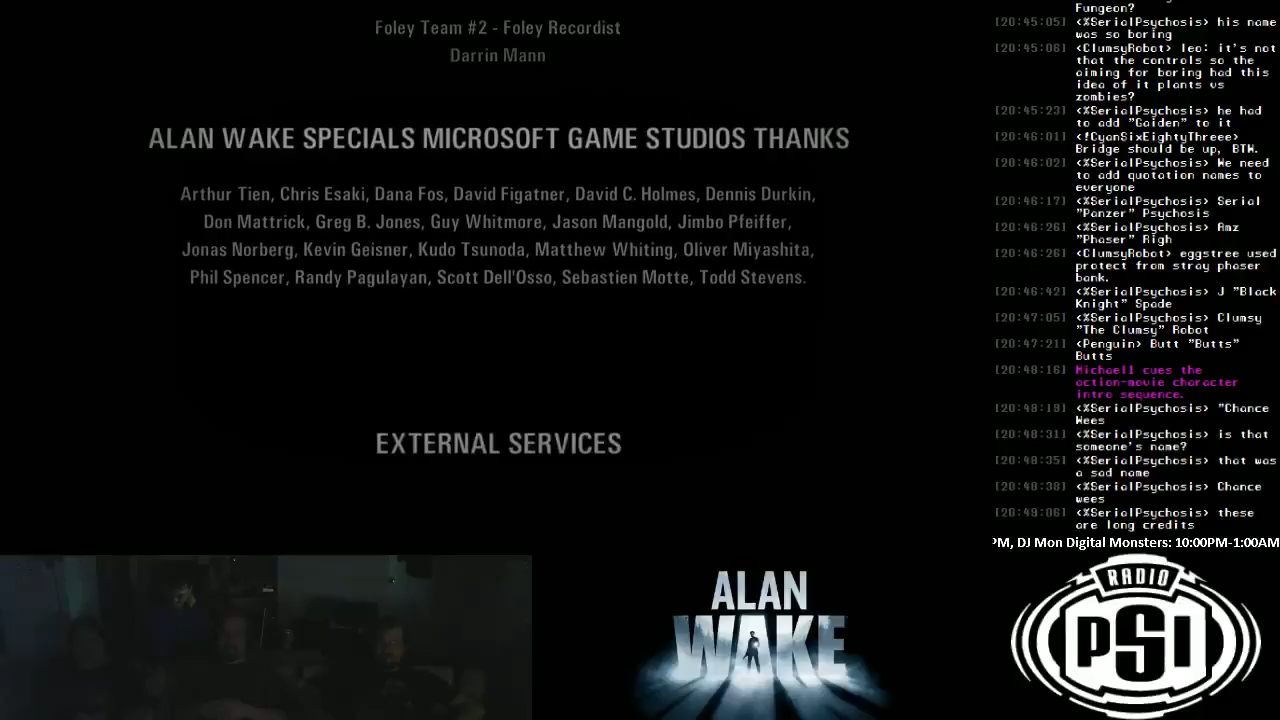 Foley Team #2 - Foley Recordist
Darrin Mann
ALAN WAKE SPECIALS MICROSOFT GAME STUDIOS THANKS
Arthur Tien, Chris Esaki, Dana Fos, David Figatner, David C. Holmes, Dennis Durkin,
Don Mattrick, Greg B. Jones, Guy Whitmore, Jason Mangold, Jimbo Pfeiffer,
Jonas Norberg, Kevin Geisner, Kudo Tsunoda, Matthew Whiting, Oliver Miyashita,
Phil Spencer, Randy Pagulayan, Scott Dell'Osso, Sebastien Motte, Todd Stevens.
EXTERNAL SERVICES
Fungeon?
[20:45:05] <%SerialPsychosis> his name
was so boring
[20:45:06] <ClumsyRobot> leo: it's not
that the controls so the
aiming for boring had this
idea of it plants vs
zombies?
[20:45:23] <%SerialPsychosis> he had
to add "Gaiden" to it
[20:46:01] <!CyanSixEightyThreee>
Bridge should be up, BTW.
[20:46:02] <%SerialPsychosis> We need
to add quotation names to
everyone
[20:46:17] <%SerialPsychosis> Serial
"Panzer" Psychosis
[20:46:26] <%SerialPsychosis> Amz
"Phaser" Righ
[20:46:26] <ClumsyRobot> eggstree used
protect from stray phaser
bank.
[20:46:42] <%SerialPsychosis> J "Black
Knight" Spade
[20:47:05] <%SerialPsychosis> Clumsy
"The Clumsy" Robot
[20:47:21] <Penguin> Butt "Butts"
Butts
[20:48:16] Michaell cues the
action-movie character
intro sequence.
[20:48:19] <%SerialPsychosis> "Chance
Wees
[20:48:31] <%SerialPsychosis> is that
someone's name?
[20:48:35] <%SerialPsychosis> that was
a sad name
[20:48:38] <%SerialPsychosis> Chance
wees
[20:49:06] <%SerialPsychosis> these
are long credits
PM, DJ Mon Digital Monsters: 10:00PM-1:00AM
ALAN
WAKE
RADIO
PSI